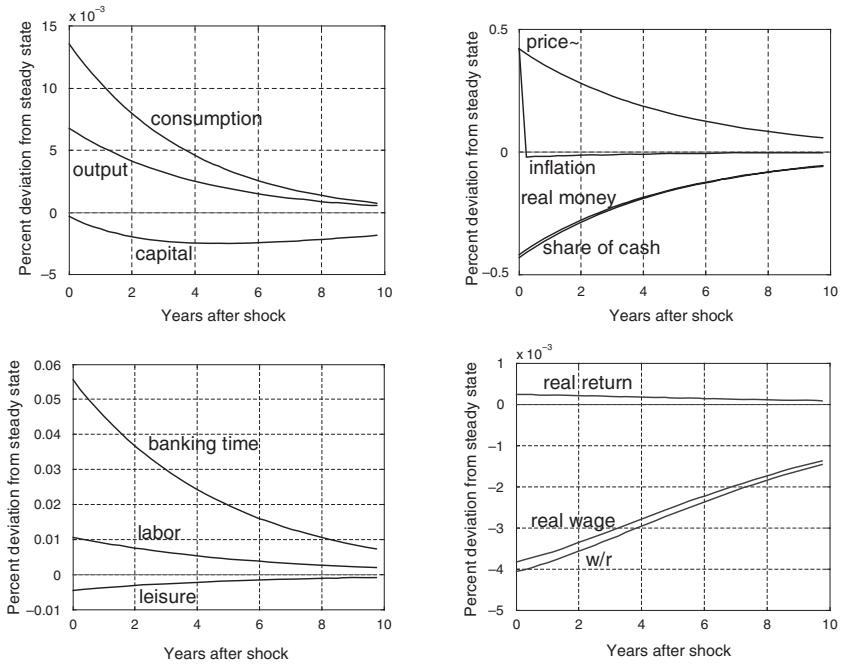 x 10⁻³
Percent deviation from steady state
15
10
5
0
−5
consumption
output
capital
0 2 4 6 8 10
Years after shock
Percent deviation from steady state
0.5
0
−0.5
price~
inflation
real money
share of cash
0 2 4 6 8 10
Years after shock
Percent deviation from steady state
0.06
0.05
0.04
0.03
0.02
0.01
0
−0.01
banking time
labor
leisure
0 2 4 6 8 10
Years after shock
x 10⁻³
Percent deviation from steady state
1
0
−1
−2
−3
−4
−5
real return
real wage
w/r
0 2 4 6 8 10
Years after shock